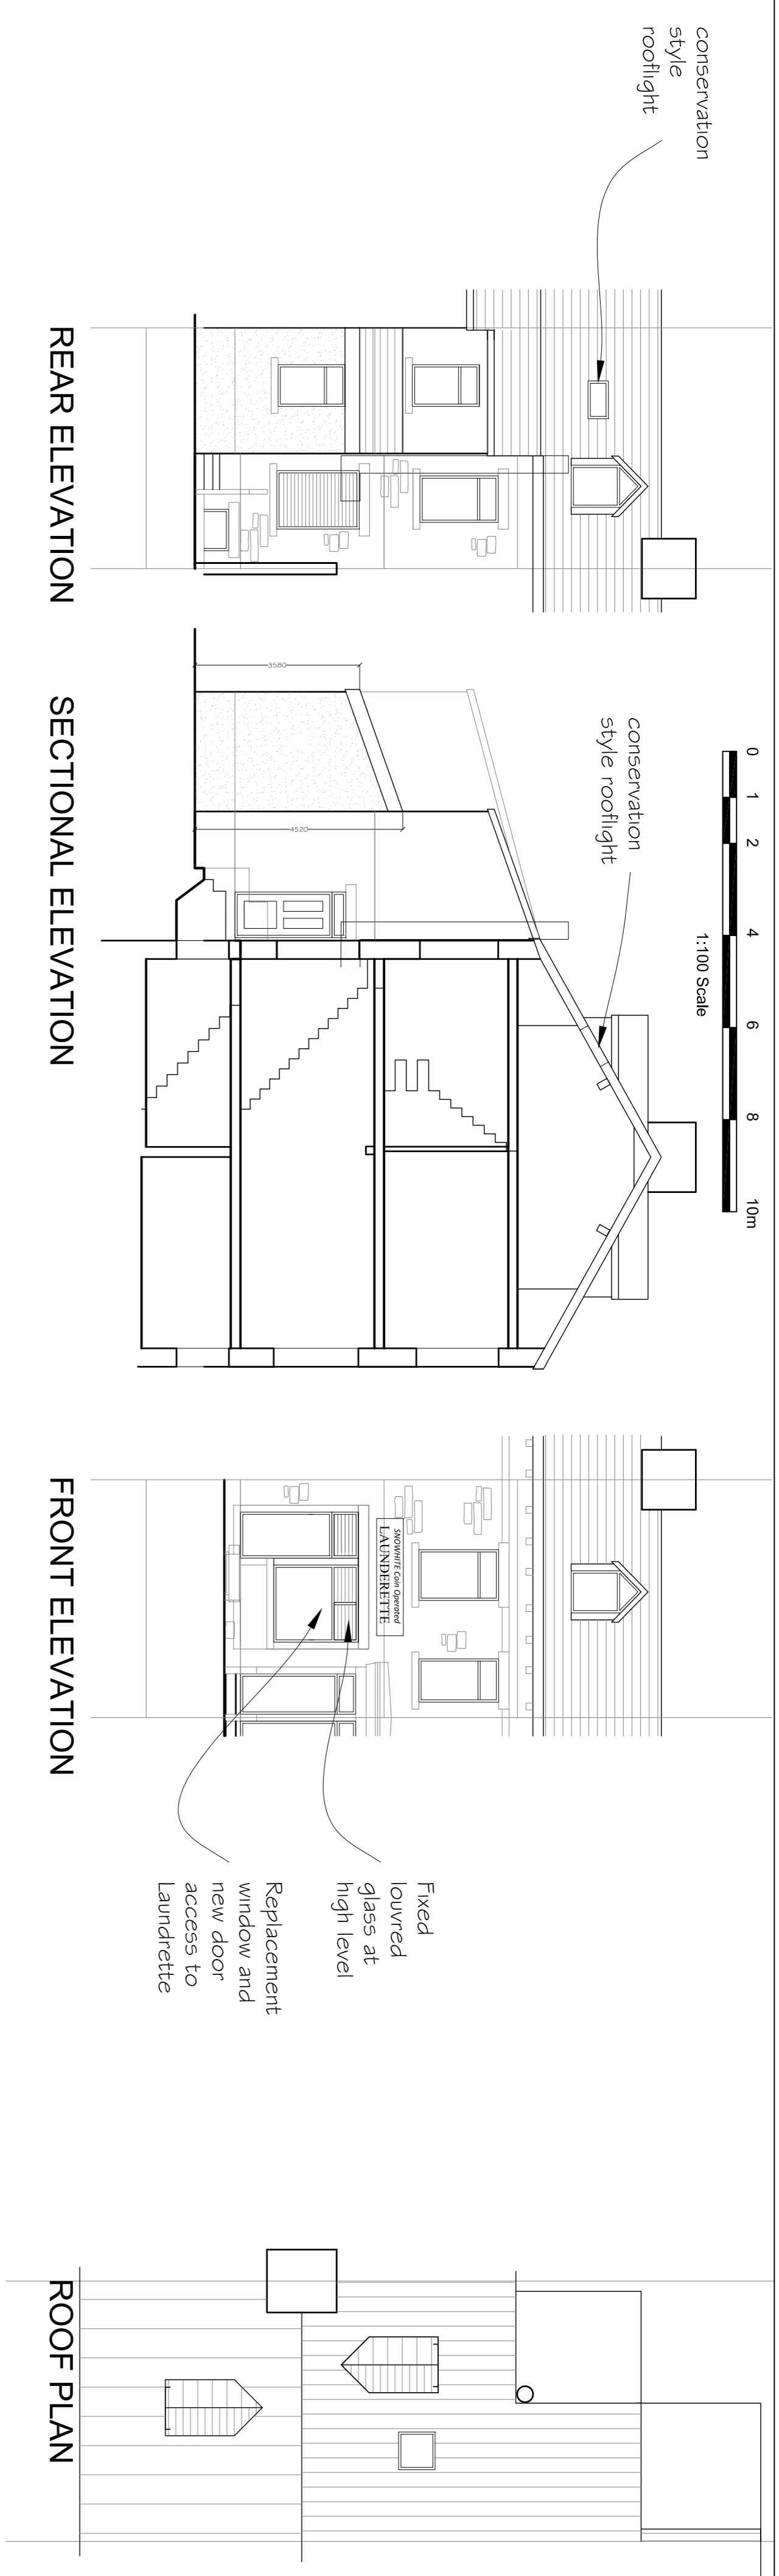 conservation
style
rooflight
REAR ELEVATION
3580
4520
SECTIONAL ELEVATION
conservation
style rooflight
0 1 2 4 6 8 10m
1:100 Scale
SNOWHITE Coin Operated
LAUNDERETTE
FRONT ELEVATION
Fixed
louvred
glass at
high level
Replacement
window and
new door
access to
Laundrette
ROOF PLAN